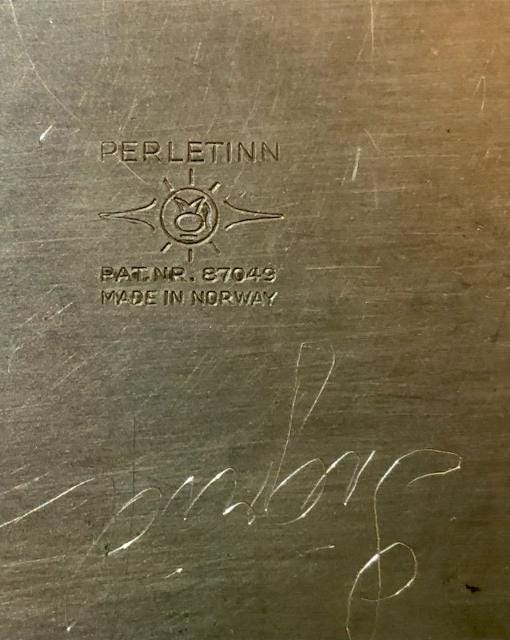 PERLETINN
PAT. NR. 87049
MADE IN NORWAY